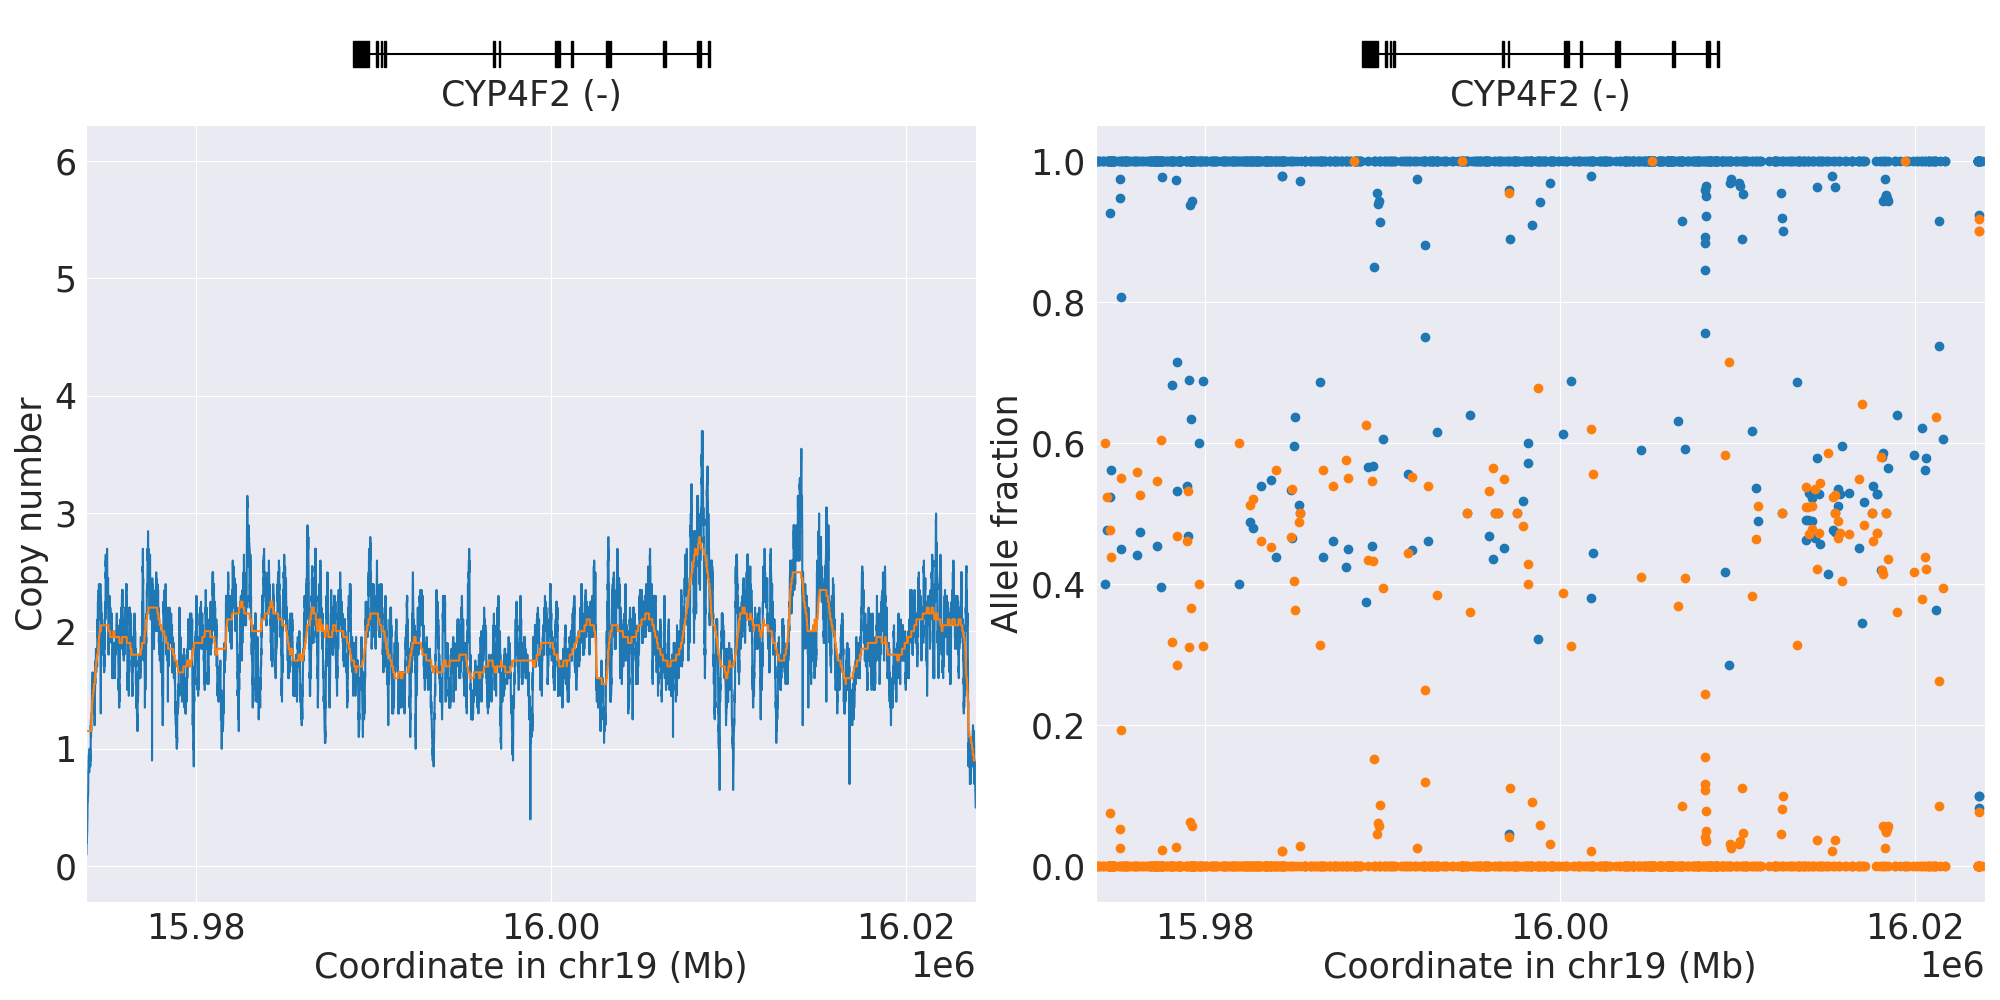 CYP4F2 (-)
Copy number
6
5
4
3
2
1
0
15.98
16.00
16.02
Coordinate in chr19 (Mb)
1e6
CYP4F2 (-)
Allele fraction
1.0
0.8
0.6
0.4
0.2
0.0
15.98
16.00
16.02
Coordinate in chr19 (Mb)
1e6